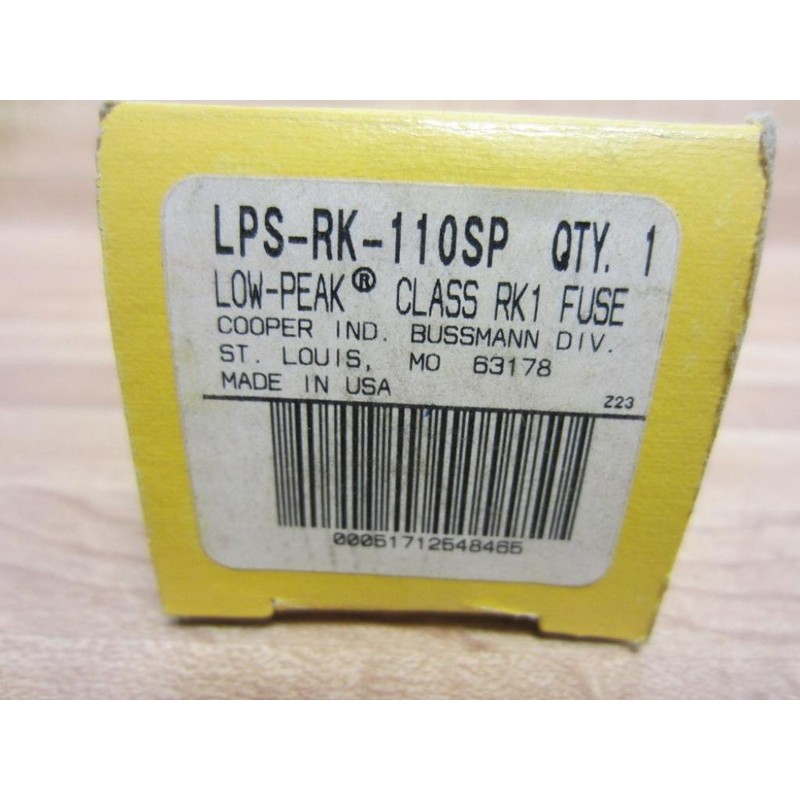 LPS-RK-110SP QTY. 1
LOW-PEAK® CLASS RK1 FUSE
COOPER IND. BUSSMANN DIV.
ST. LOUIS, MO 63178
MADE IN USA
Z23
00051712548465